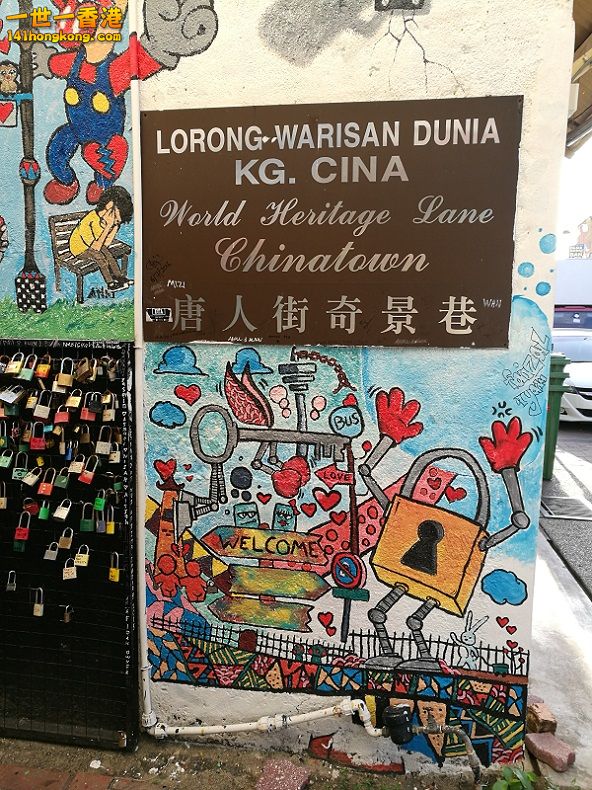 一世一香港
141hongkong.com
LORONG WARISAN DUNIA
KG. CINA
World Heritage Lane
Chinatown
唐人街奇景巷
MIZI
BUS
LOVE
WELCOME